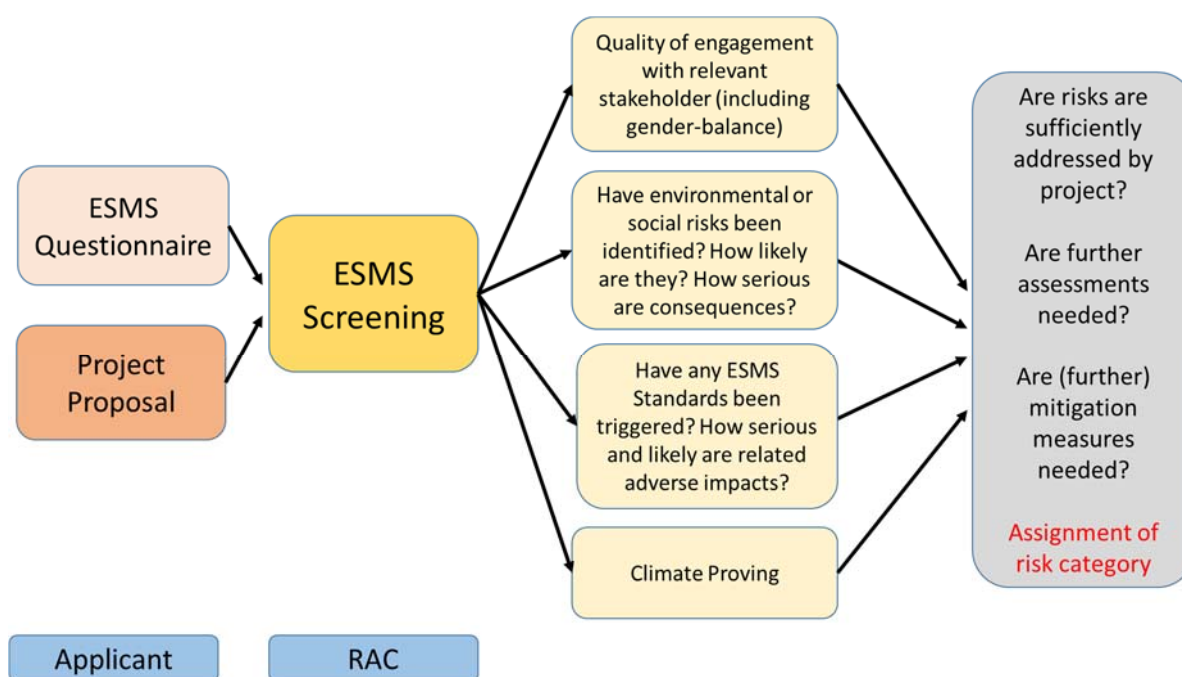 ESMS
Questionnaire
Project
Proposal
ESMS
Screening
Quality of engagement
with relevant
stakeholder (including
gender-balance)
Have environmental or
social risks been
identified? How likely
are they? How serious
are consequences?
Have any ESMS
Standards been
triggered? How serious
and likely are related
adverse impacts?
Climate Proving
Are risks are
sufficiently
addressed by
project?
Are further
assessments
needed?
Are (further)
mitigation
measures
needed?
Assignment of
risk category
Applicant
RAC